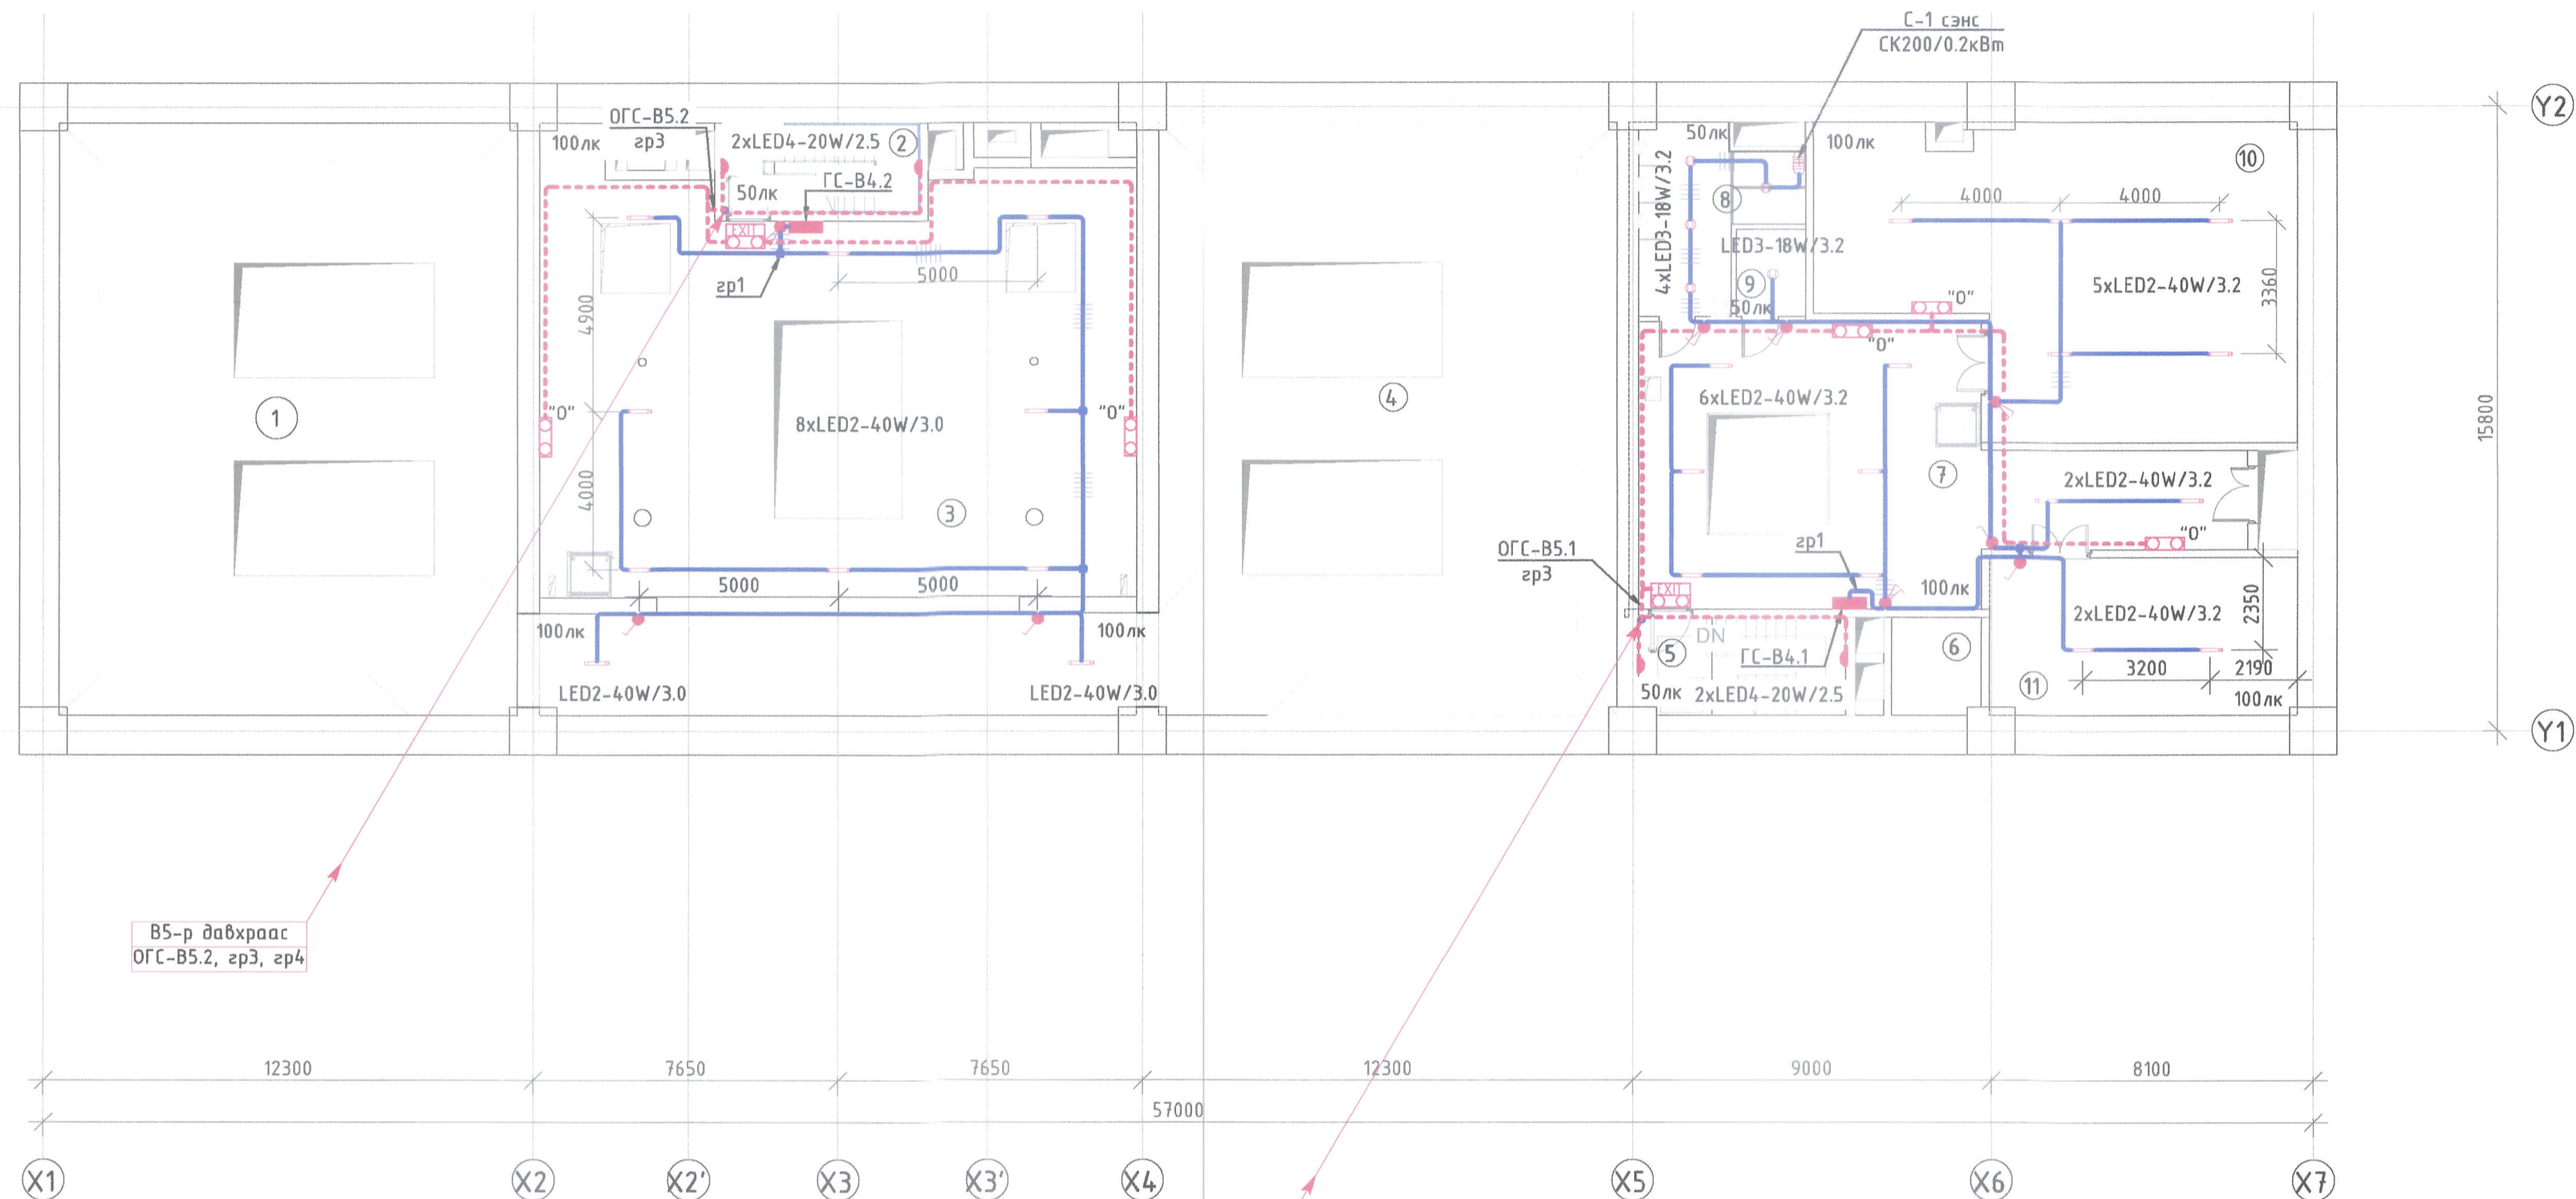 С-1 сэнс
СК200/0.2кВт
Y2
ОГС-В5.2
гр3
100лк
2xLED4-20W/2.5
2
50лк
ГС-В4.2
EXIT
гр1
5000
4900
4000
"О"
"О"
8xLED2-40W/3.0
1
3
5000
5000
100лк
100лк
LED2-40W/3.0
LED2-40W/3.0
4
50лк
100лк
10
4xLED3-18W/3.2
8
4000
4000
LED3-18W/3.2
9
50лк
"О"
"О"
5xLED2-40W/3.2
3360
6xLED2-40W/3.2
7
2xLED2-40W/3.2
"О"
ОГС-В5.1
гр3
гр1
EXIT
100лк
2xLED2-40W/3.2
2350
DN
5
ГС-В4.1
6
3200
2190
50лк
2xLED4-20W/2.5
11
100лк
15800
Y1
В5-р давхраас
ОГС-В5.2, гр3, гр4
12300
7650
7650
12300
9000
8100
57000
X1
X2
X2'
X3
X3'
X4
X5
X6
X7